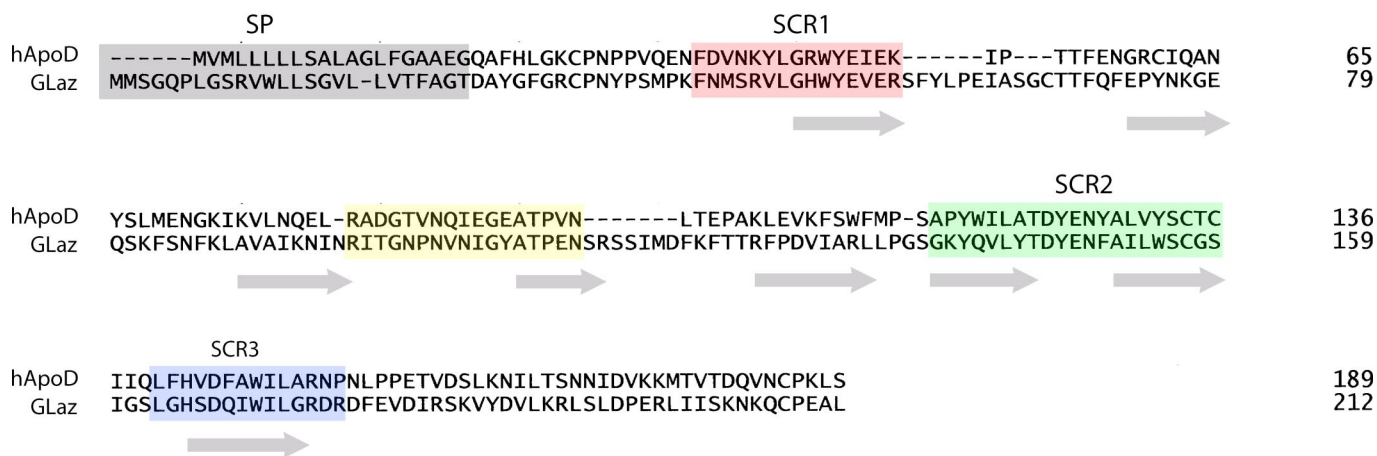 SP SCR1
hApoD ------MVMLLLLLSALAGLFGAAEGQAFHLGKCPNPPVQENFDVNKYLGRWYEIEK------IP---TTFENGRCIQAN 65
GLaz MMSGQPLGSRVWLLSGVL-LVTFAGTDAYGFGRCPNYPSMPKFNMSRVLGHWYEVERSFYLPEIASGCTTFQFEPYNKGE 79
SCR2
hApoD YSLMENGKIKVLNQEL-RADGTVNQIEGEATPVN-------LTEPAKLEVKFSWFMP-SAPYWILATDYENYALVYSCTC 136
GLaz QSKFSNFKLAVAIKNINRITGNPNVNIGYATPENSRSSIMDFKFTTRFPDVIARLLPGSGKYQVLYTDYENFAILWSCGS 159
SCR3
hApoD IIQLFHVDFAWILARNPNLPPETVDSLKNILTSNNIDVKKMTVTDQVNCPKLS 189
GLaz IGSLGHSDQIWILGRDRDFEVDIRSKVYDVLKRLSLDPERLIISKNKQCPEAL 212